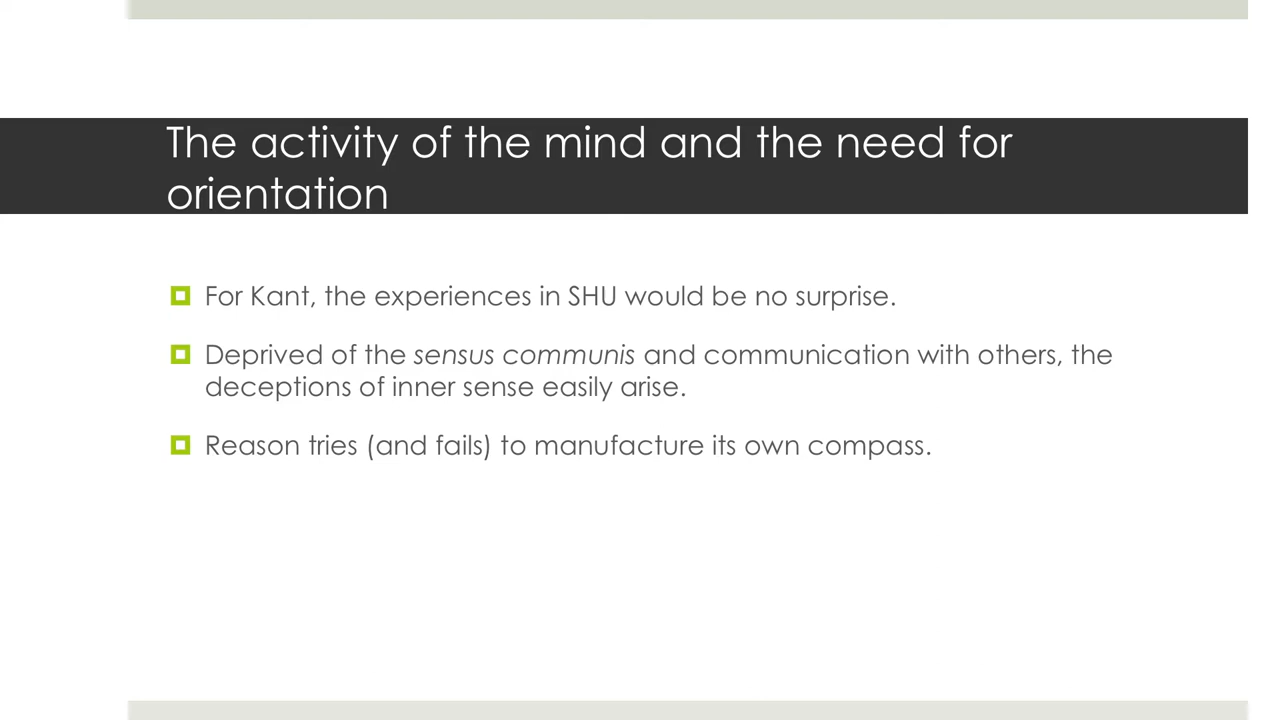 The activity of the mind and the need for
orientation
For Kant, the experiences in SHU would be no surprise.
Deprived of the sensus communis and communication with others, the
deceptions of inner sense easily arise.
Reason tries (and fails) to manufacture its own compass.